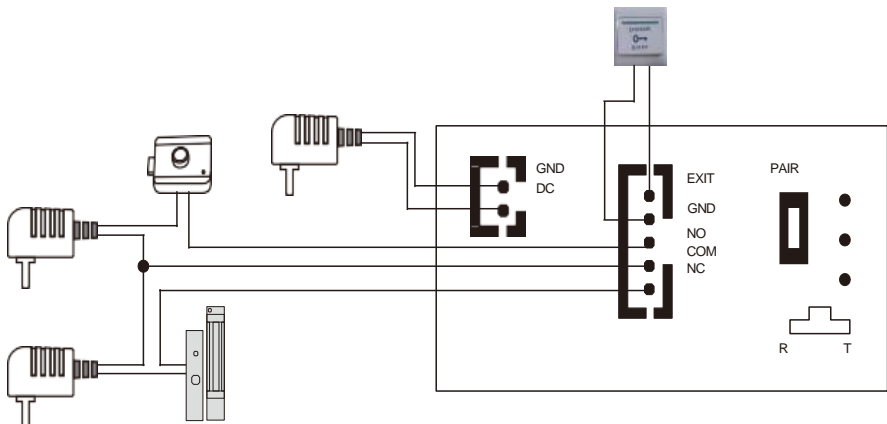 GND
DC
EXIT
GND
NO
COM
NC
PAIR
R T